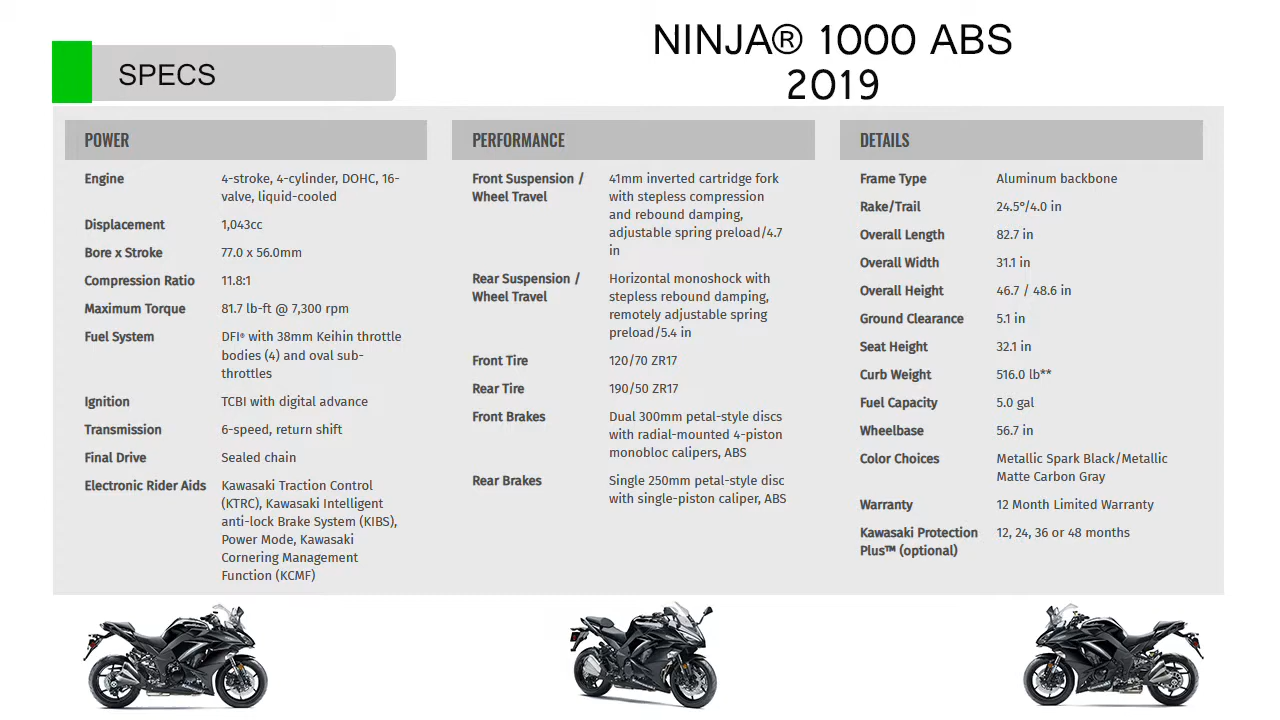 NINJA® 1000 ABS
2019
SPECS
POWER
Engine
4-stroke, 4-cylinder, DOHC, 16-
valve, liquid-cooled
Displacement
1,043cc
Bore x Stroke
77.0 x 56.0mm
Compression Ratio
11.8:1
Maximum Torque
81.7 lb-ft @ 7,300 rpm
Fuel System
DFI® with 38mm Keihin throttle
bodies (4) and oval sub-
throttles
Ignition
TCBI with digital advance
Transmission
6-speed, return shift
Final Drive
Sealed chain
Electronic Rider Aids
Kawasaki Traction Control
(KTRC), Kawasaki Intelligent
anti-lock Brake System (KIBS),
Power Mode, Kawasaki
Cornering Management
Function (KCMF)
PERFORMANCE
Front Suspension /
Wheel Travel
41mm inverted cartridge fork
with stepless compression
and rebound damping,
adjustable spring preload/4.7
in
Rear Suspension /
Wheel Travel
Horizontal monoshock with
stepless rebound damping,
remotely adjustable spring
preload/5.4 in
Front Tire
120/70 ZR17
Rear Tire
190/50 ZR17
Front Brakes
Dual 300mm petal-style discs
with radial-mounted 4-piston
monobloc calipers, ABS
Rear Brakes
Single 250mm petal-style disc
with single-piston caliper, ABS
DETAILS
Frame Type
Aluminum backbone
Rake/Trail
24.5°/4.0 in
Overall Length
82.7 in
Overall Width
31.1 in
Overall Height
46.7 / 48.6 in
Ground Clearance
5.1 in
Seat Height
32.1 in
Curb Weight
516.0 lb**
Fuel Capacity
5.0 gal
Wheelbase
56.7 in
Color Choices
Metallic Spark Black/Metallic
Matte Carbon Gray
Warranty
12 Month Limited Warranty
Kawasaki Protection
Plus™ (optional)
12, 24, 36 or 48 months